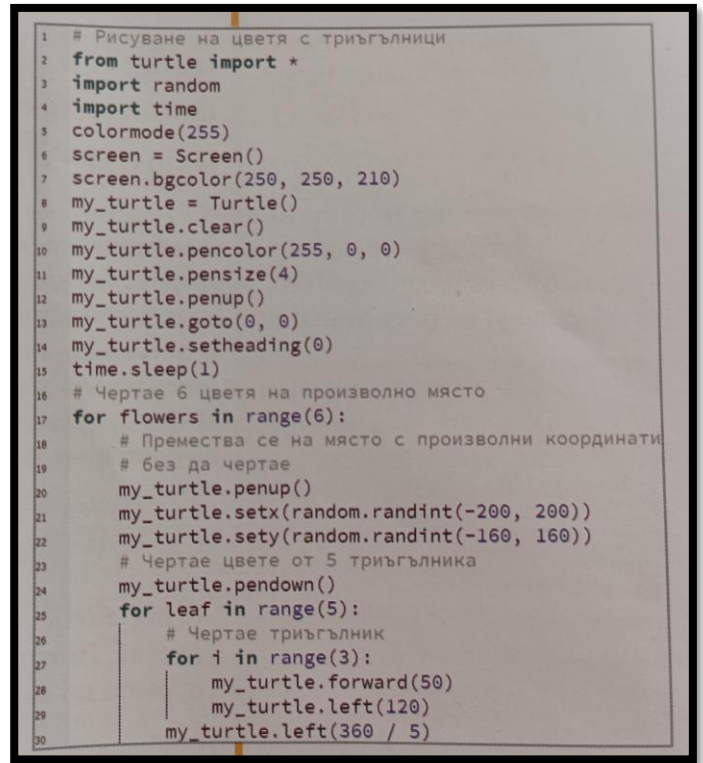 1 # Рисуване на цветя с триъгълници
2 from turtle import *
3 import random
4 import time
5 colormode(255)
6 screen = Screen()
7 screen.bgcolor(250, 250, 210)
8 my_turtle = Turtle()
9 my_turtle.clear()
10 my_turtle.pencolor(255, 0, 0)
11 my_turtle.pensize(4)
12 my_turtle.penup()
13 my_turtle.goto(0, 0)
14 my_turtle.setheading(0)
15 time.sleep(1)
16 # Чертае 6 цветя на произволно място
17 for flowers in range(6):
18     # Премества се на място с произволни координати
19     # без да чертае
20     my_turtle.penup()
21     my_turtle.setx(random.randint(-200, 200))
22     my_turtle.sety(random.randint(-160, 160))
23     # Чертае цвете от 5 триъгълника
24     my_turtle.pendown()
25     for leaf in range(5):
26         # Чертае триъгълник
27         for i in range(3):
28             my_turtle.forward(50)
29             my_turtle.left(120)
30         my_turtle.left(360 / 5)